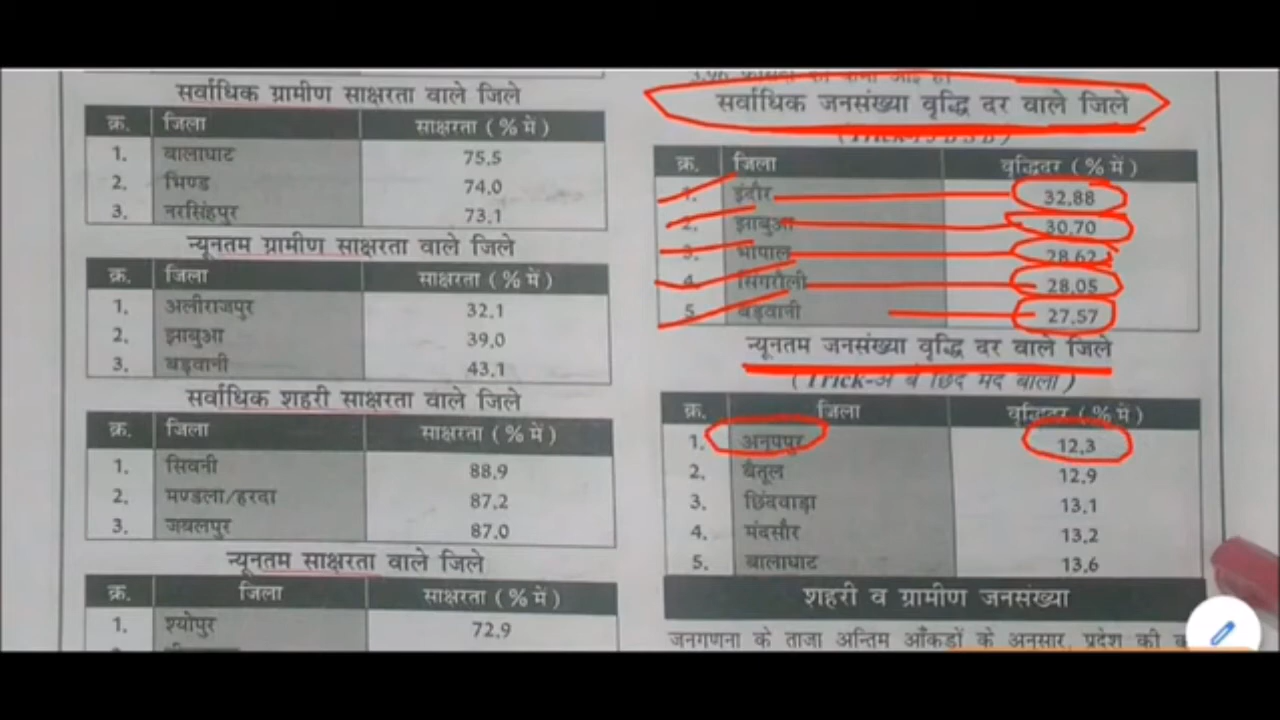 सर्वाधिक ग्रामीण साक्षरता वाले जिले
क्र. जिला साक्षरता ( % में )
1. बालाघाट 75.5
2. भिण्ड 74.0
3. नरसिंहपुर 73.1
न्यूनतम ग्रामीण साक्षरता वाले जिले
क्र. जिला साक्षरता ( % में )
1. अलीराजपुर 32.1
2. झाबुआ 39.0
3. बड़वानी 43.1
सर्वाधिक शहरी साक्षरता वाले जिले
क्र. जिला साक्षरता ( % में )
1. सिवनी 88.9
2. मण्डला/हरदा 87.2
3. जबलपुर 87.0
न्यूनतम साक्षरता वाले जिले
क्र. जिला साक्षरता ( % में )
1. श्योपुर 72.9
सर्वाधिक जनसंख्या वृद्धि दर वाले जिले
क्र. जिला वृद्धिदर ( % में )
1. इंदौर 32.88
2. झाबुआ 30.70
3. भोपाल 28.62
4. सिंगरौली 28.05
5. बड़वानी 27.57
न्यूनतम जनसंख्या वृद्धि दर वाले जिले
( Trick-अ बै छिंद मंद बाला )
क्र. जिला वृद्धिदर ( % में )
1. अनूपपुर 12.3
2. बैतूल 12.9
3. छिंदवाड़ा 13.1
4. मंदसौर 13.2
5. बालाघाट 13.6
शहरी व ग्रामीण जनसंख्या
जनगणना के ताजा अन्तिम आँकड़ों के अनुसार, प्रदेश की